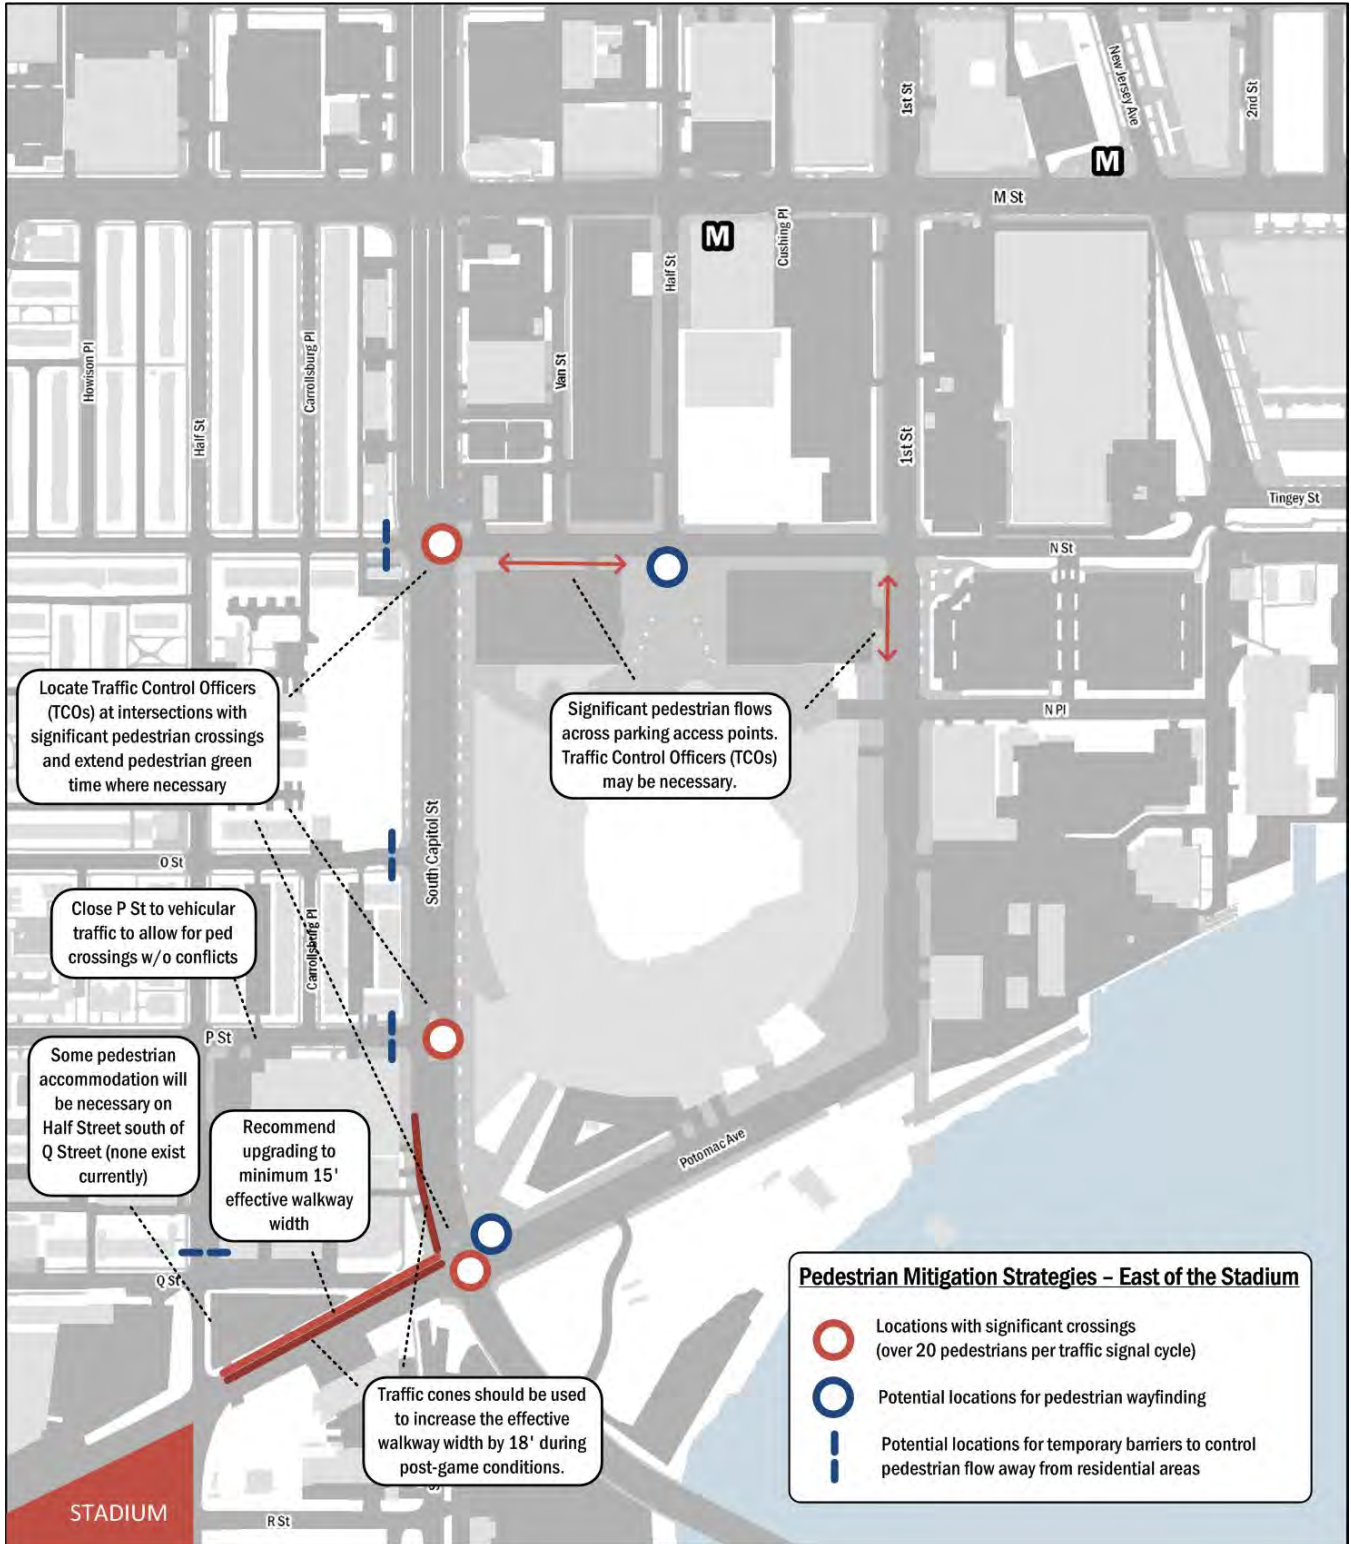 1st St
New Jersey Ave
2nd St
M
M St
M
Half St
Cushing Pl
Howison Pl
Half St
Carrollsburg Pl
Van St
1st St
Tingey St
N St
N Pl
Locate Traffic Control Officers
(TCOs) at intersections with
significant pedestrian crossings
and extend pedestrian green
time where necessary
Significant pedestrian flows
across parking access points.
Traffic Control Officers (TCOs)
may be necessary.
South Capitol St
O St
Close P St to vehicular
traffic to allow for ped
crossings w/o conflicts
Carrollsburg Pl
P St
Some pedestrian
accommodation will
be necessary on
Half Street south of
Q Street (none exist
currently)
Recommend
upgrading to
minimum 15'
effective walkway
width
Potomac Ave
Q St
Traffic cones should be used
to increase the effective
walkway width by 18' during
post-game conditions.
STADIUM
R St
Pedestrian Mitigation Strategies – East of the Stadium
Locations with significant crossings
(over 20 pedestrians per traffic signal cycle)
Potential locations for pedestrian wayfinding
Potential locations for temporary barriers to control
pedestrian flow away from residential areas